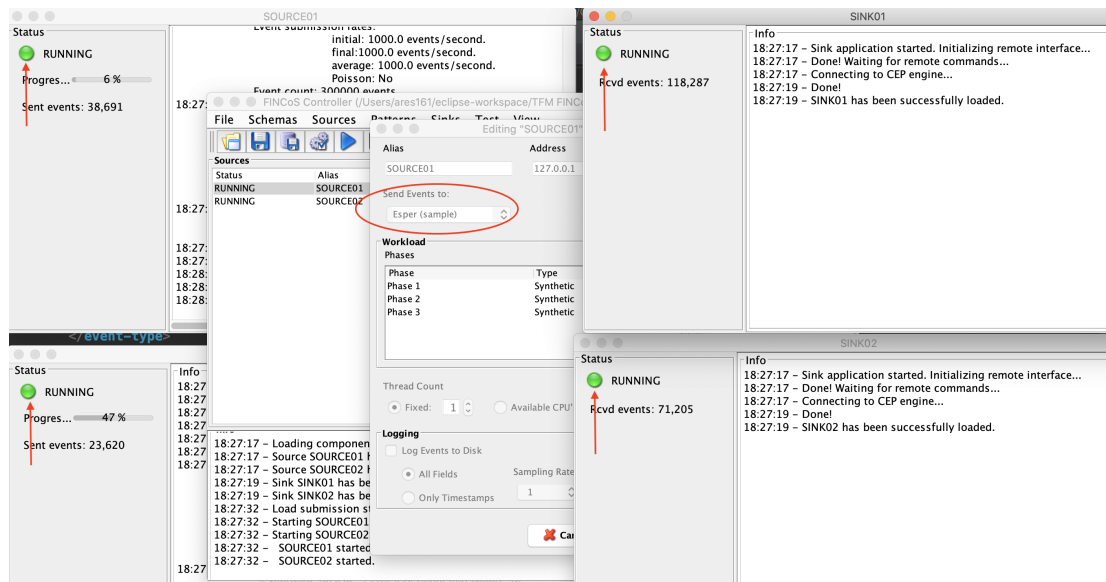 SOURCE01
Status
RUNNING
Progres... 6 %
Sent events: 38,691
Event submission rates:
initial: 1000.0 events/second.
final:1000.0 events/second.
average: 1000.0 events/second.
Poisson: No
Event count: 300000 events
18:27:
18:27:
18:27:
18:27:
18:28:
18:28:
18:28:
</event-type>
Status
RUNNING
Progres... 47 %
Sent events: 23,620
Info
18:27
18:27
18:27
18:27
18:27
18:27
18:27
18:27
FINCoS Controller (/Users/ares161/eclipse-workspace/TFM FINCo
File Schemas Sources Patterns Sinks Test View
Sources
Status Alias
RUNNING SOURCE01
RUNNING SOURCE02
18:27:17 – Loading componen
18:27:17 – Source SOURCE01 h
18:27:17 – Source SOURCE02 h
18:27:19 – Sink SINK01 has be
18:27:19 – Sink SINK02 has be
18:27:32 – Load submission st
18:27:32 – Starting SOURCE01
18:27:32 – Starting SOURCE02
18:27:32 – SOURCE01 started
18:27:32 – SOURCE02 started.
Editing "SOURCE01"
Alias Address
SOURCE01 127.0.0.1
Send Events to:
Esper (sample)
Workload
Phases
Phase Type
Phase 1 Synthetic
Phase 2 Synthetic
Phase 3 Synthetic
Thread Count
Fixed: 1 Available CPU'
Logging
Log Events to Disk
All Fields Sampling Rate
Only Timestamps 1
Can
SINK01
Status
RUNNING
Rcvd events: 118,287
Info
18:27:17 – Sink application started. Initializing remote interface...
18:27:17 – Done! Waiting for remote commands...
18:27:17 – Connecting to CEP engine...
18:27:19 – Done!
18:27:19 – SINK01 has been successfully loaded.
SINK02
Status
RUNNING
Rcvd events: 71,205
Info
18:27:17 – Sink application started. Initializing remote interface...
18:27:17 – Done! Waiting for remote commands...
18:27:17 – Connecting to CEP engine...
18:27:19 – Done!
18:27:19 – SINK02 has been successfully loaded.